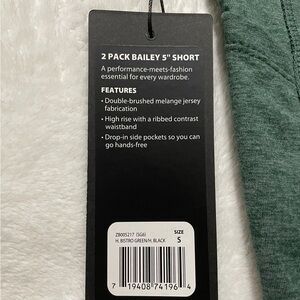 2 PACK BAILEY 5" SHORT
A performance-meets-fashion
essential for every wardrobe.
FEATURES
• Double-brushed melange jersey
fabrication
• High rise with a ribbed contrast
waistband
• Drop-in side pockets so you can
go hands-free
ZB005217 (SG6)
H. BISTRO GREEN/H. BLACK
SIZE
S
7 19408 74196 4